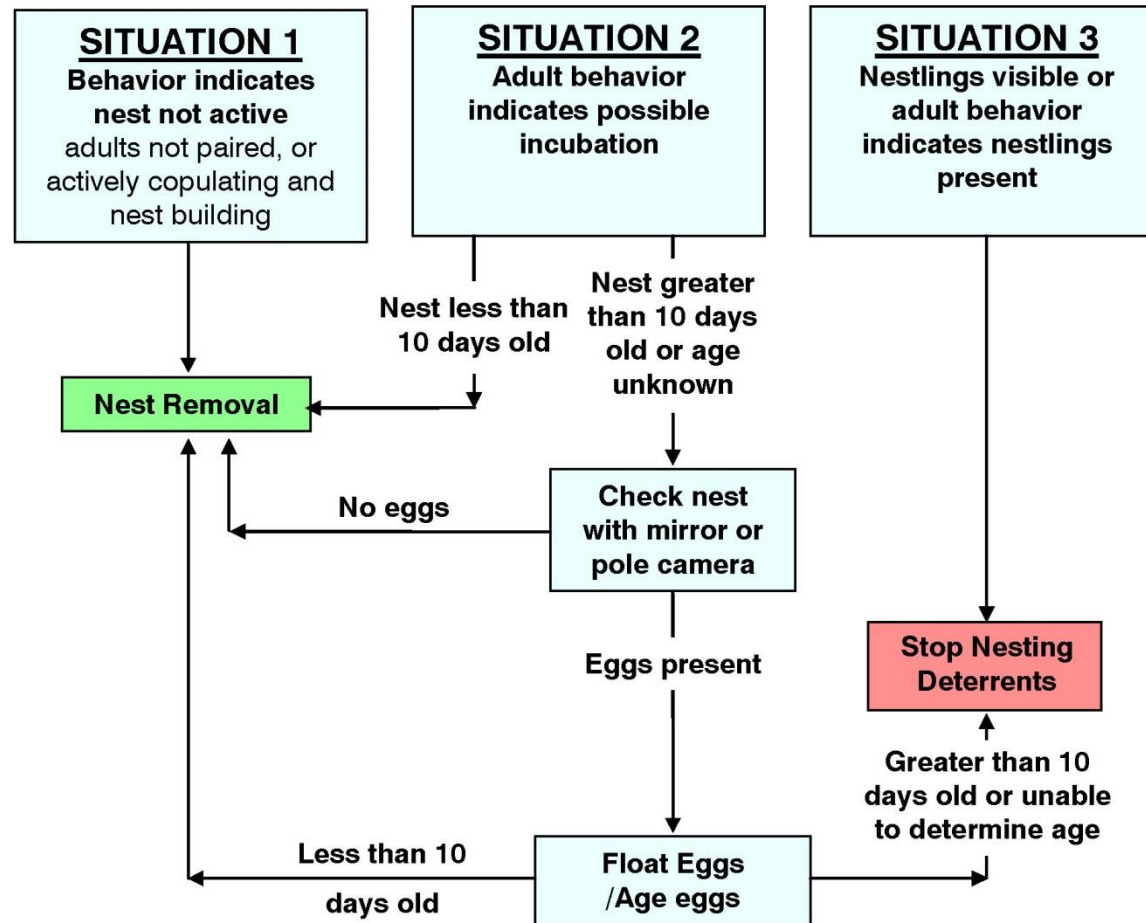 SITUATION 1
Behavior indicates
nest not active
adults not paired, or
actively copulating and
nest building
SITUATION 2
Adult behavior
indicates possible
incubation
SITUATION 3
Nestlings visible or
adult behavior
indicates nestlings
present
Nest less than
10 days old
Nest greater
than 10 days
old or age
unknown
Nest Removal
No eggs
Check nest
with mirror or
pole camera
Eggs present
Stop Nesting
Deterrents
Greater than 10
days old or unable
to determine age
Less than 10
days old
Float Eggs
/Age eggs